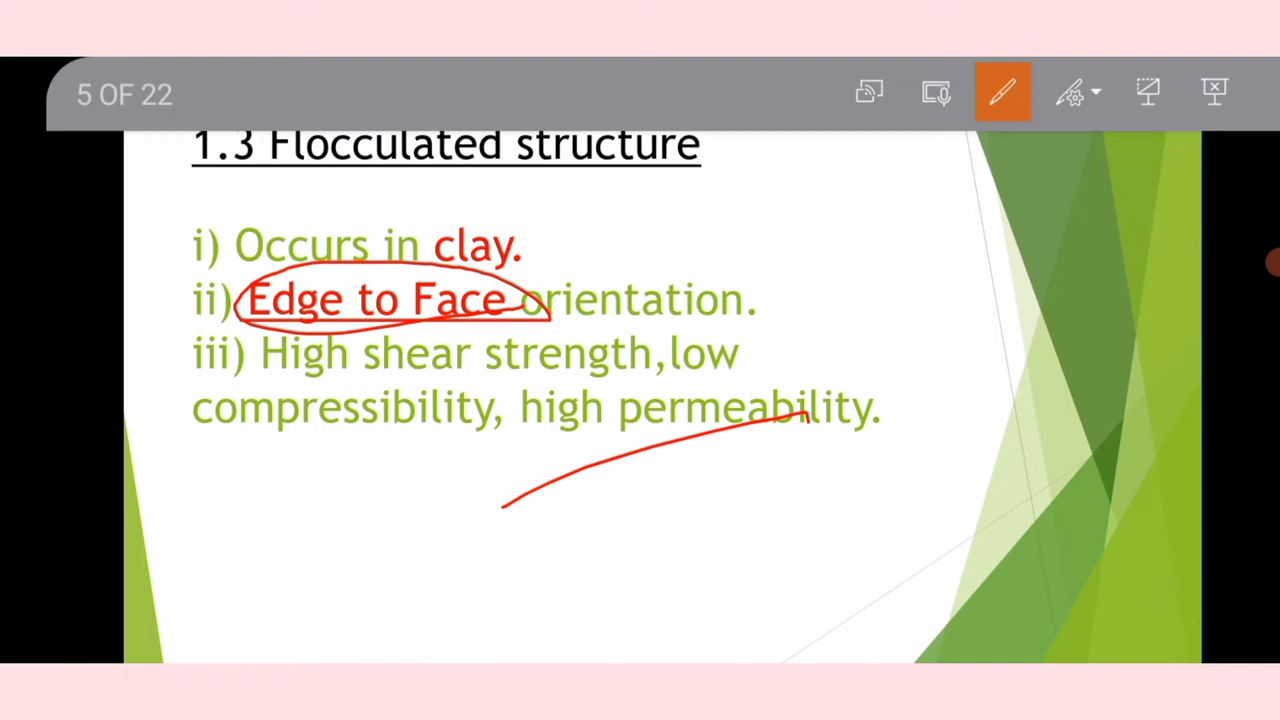 5 OF 22
1.3 Flocculated structure
i) Occurs in clay.
ii) Edge to Face orientation.
iii) High shear strength,low
compressibility, high permeability.